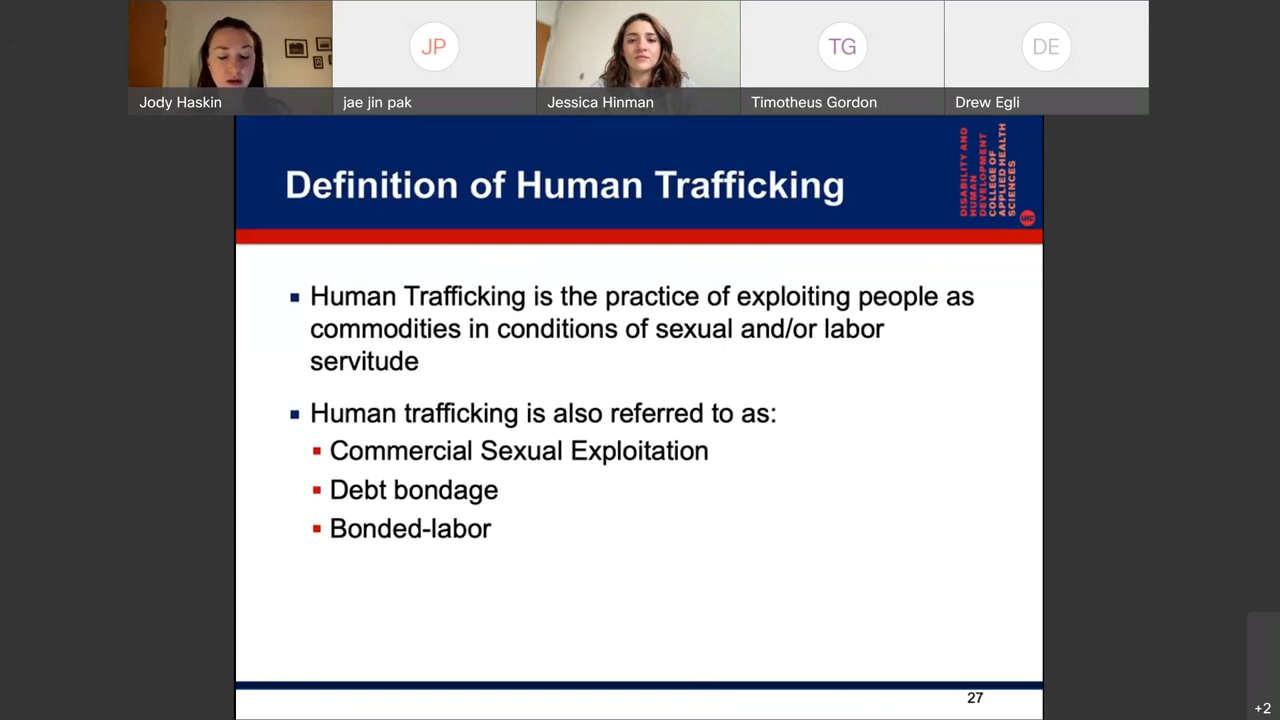 JP
TG
DE
Jody Haskin
jae jin pak
Jessica Hinman
Timotheus Gordon
Drew Egli
Definition of Human Trafficking
DISABILITY AND
HUMAN
DEVELOPMENT
COLLEGE OF
APPLIED HEALTH
SCIENCES
UIC
▪ Human Trafficking is the practice of exploiting people as
commodities in conditions of sexual and/or labor
servitude
▪ Human trafficking is also referred to as:
▪ Commercial Sexual Exploitation
▪ Debt bondage
▪ Bonded-labor
27
+2